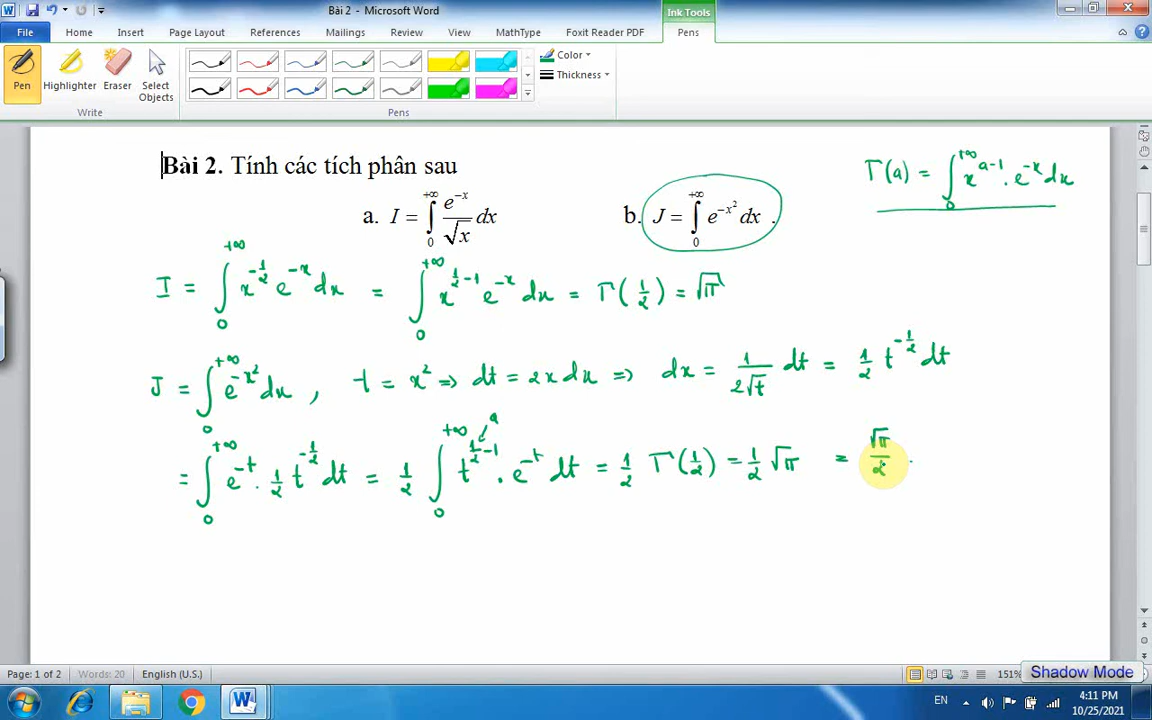 Bài 2 - Microsoft Word
Ink Tools
File Home Insert Page Layout References Mailings Review View MathType Foxit Reader PDF Pens
Pen Highlighter Eraser Select Objects
Color
Thickness
Write Pens
Bài 2. Tính các tích phân sau
Γ(a) = ∫₀^{+∞} x^{a-1} . e^{-x} dx
a. I = ∫₀^{+∞} e^{-x}/√x dx b. J = ∫₀^{+∞} e^{-x²} dx .
I = ∫₀^{+∞} x^{-1/2} e^{-x} dx = ∫₀^{+∞} x^{1/2-1} e^{-x} dx = Γ(1/2) = √π
J = ∫₀^{+∞} e^{-x²} dx , t = x² ⇒ dt = 2x dx ⇒ dx = 1/(2√t) dt = 1/2 t^{-1/2} dt
a
= ∫₀^{+∞} e^{-t} . 1/2 t^{-1/2} dt = 1/2 ∫₀^{+∞} t^{1/2-1} . e^{-t} dt = 1/2 Γ(1/2) = 1/2 √π = √π/2 .
Page: 1 of 2 Words: 20 English (U.S.) 151%
Shadow Mode
EN 4:11 PM
10/25/2021